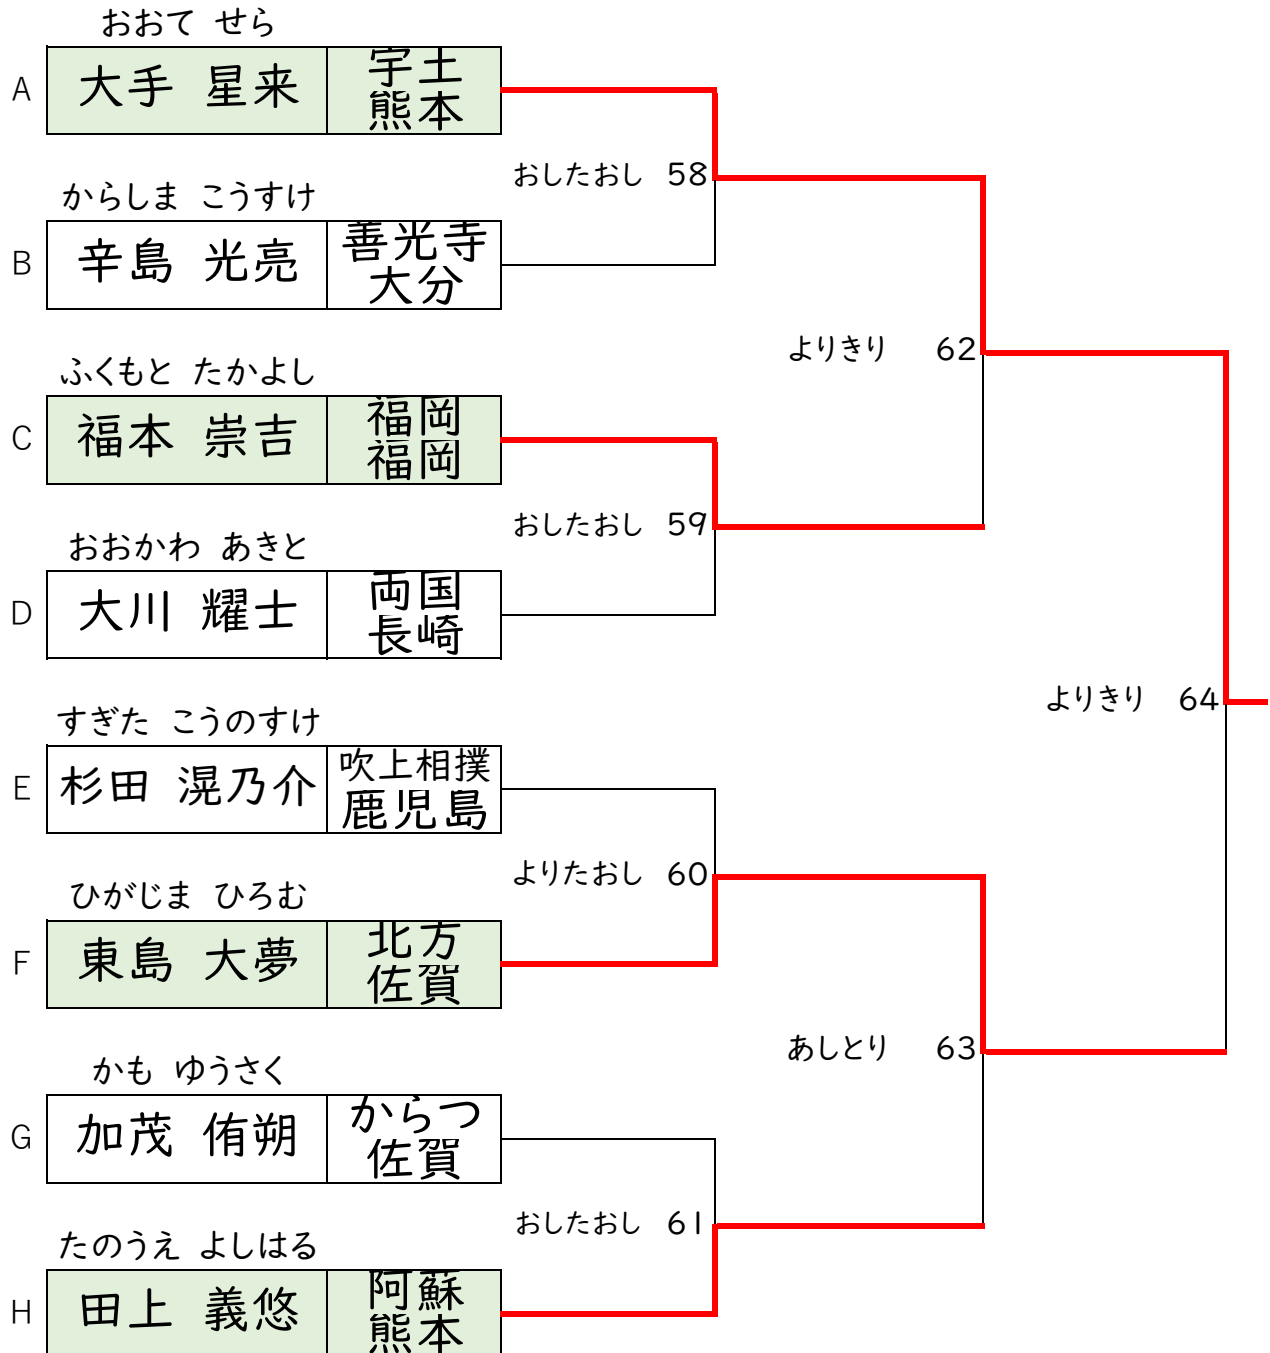 おおて せら
A 大手 星来 宇土
熊本
おしたおし 58
からしま こうすけ
B 辛島 光亮 善光寺
大分
よりきり 62
ふくもと たかよし
C 福本 崇吉 福岡
福岡
おしたおし 59
おおかわ あきと
D 大川 耀士 両国
長崎
よりきり 64
すぎた こうのすけ
E 杉田 滉乃介 吹上相撲
鹿児島
よりたおし 60
ひがじま ひろむ
F 東島 大夢 北方
佐賀
あしとり 63
かも ゆうさく
G 加茂 侑朔 からつ
佐賀
おしたおし 61
たのうえ よしはる
H 田上 義悠 阿蘇
熊本